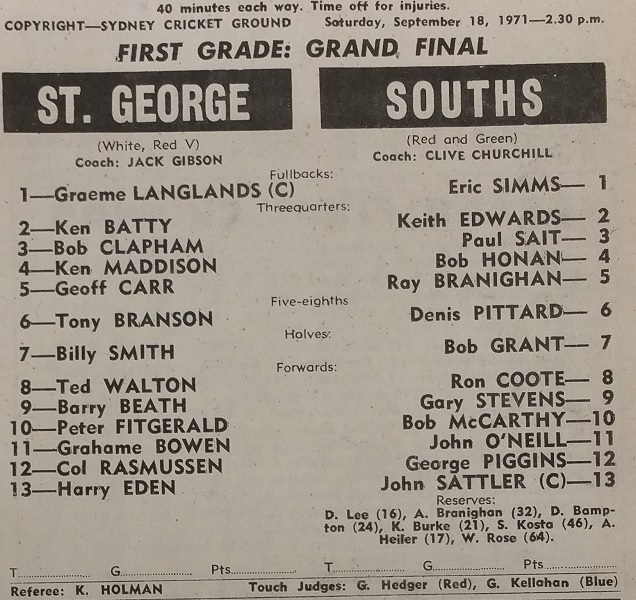 40 minutes each way. Time off for injuries.
COPYRIGHT—SYDNEY CRICKET GROUND Saturday, September 18, 1971—2.30 p.m.
FIRST GRADE: GRAND FINAL
ST. GEORGE SOUTHS
(White, Red V) (Red and Green)
Coach: JACK GIBSON Coach: CLIVE CHURCHILL
Fullbacks:
1—Graeme LANGLANDS (C) Eric SIMMS— 1
Threequarters:
2—Ken BATTY Keith EDWARDS— 2
3—Bob CLAPHAM Paul SAIT— 3
4—Ken MADDISON Bob HONAN— 4
5—Geoff CARR Ray BRANIGHAN— 5
Five-eighths
6—Tony BRANSON Denis PITTARD— 6
Halves:
7—Billy SMITH Bob GRANT— 7
Forwards:
8—Ted WALTON Ron COOTE— 8
9—Barry BEATH Gary STEVENS— 9
10—Peter FITGERALD Bob McCARTHY—10
11—Grahame BOWEN John O'NEILL—11
12—Col RASMUSSEN George PIGGINS—12
13—Harry EDEN John SATTLER (C)—13
Reserves:
D. Lee (16), A. Branighan (32), D. Bamp-
ton (24), K. Burke (21), S. Kosta (46), A.
Heiler (17), W. Rose (64).
T.................. G.................. Pts.................. T.................. G.................. Pts..................
Referee: K. HOLMAN Touch Judges: G. Hedger (Red), G. Kellahan (Blue)